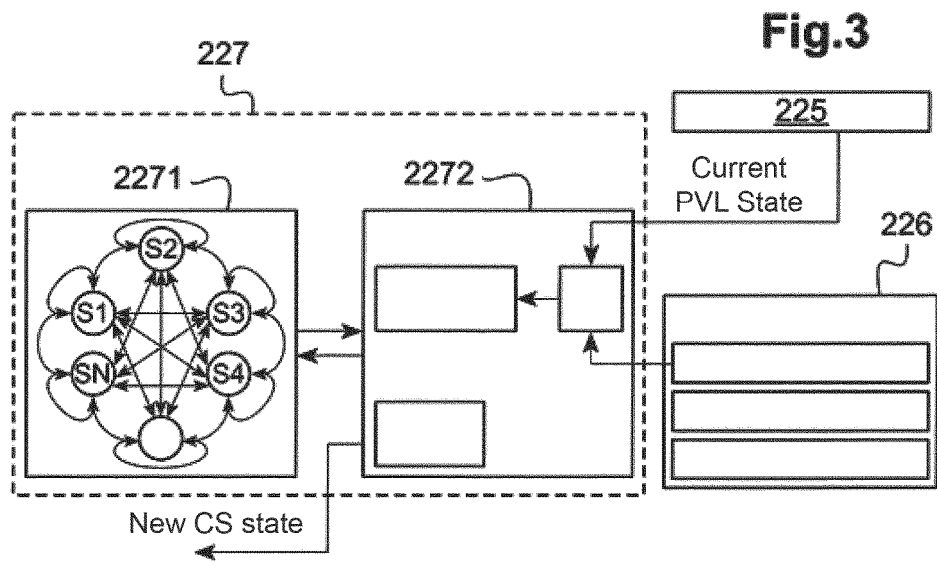 Fig.3
227
225
Current
PVL State
2271
2272
226
S2
S1
S3
SN
S4
New CS state